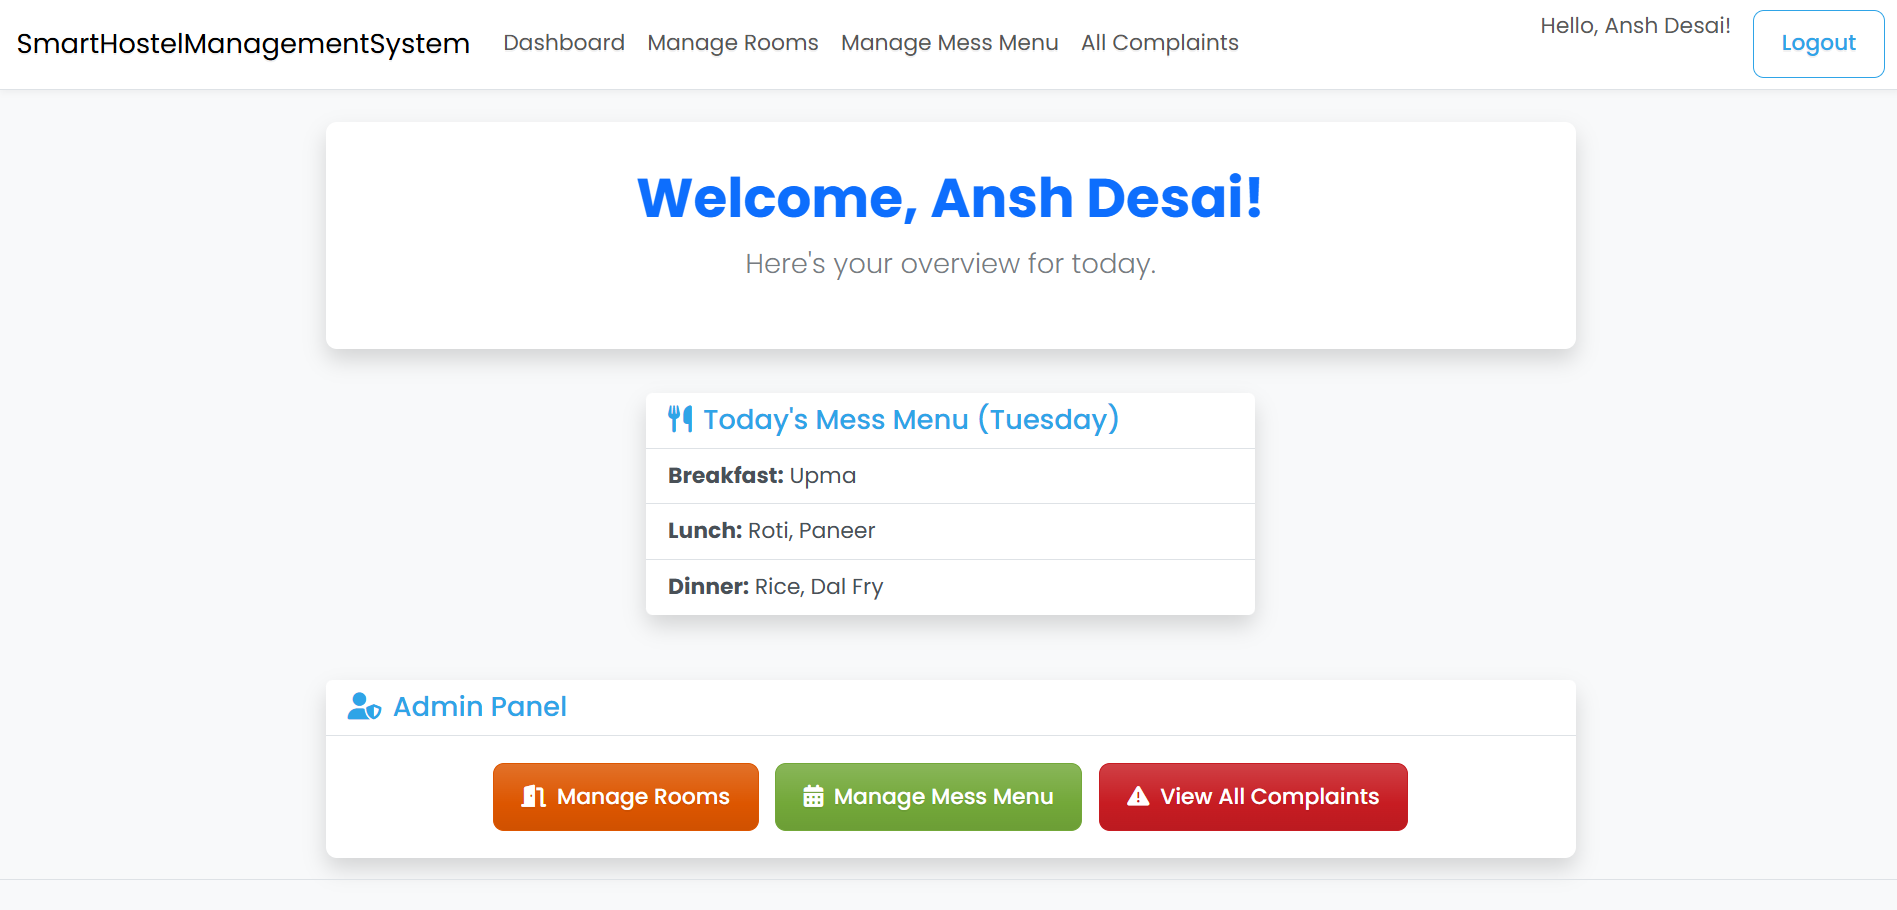 SmartHostelManagementSystem Dashboard Manage Rooms Manage Mess Menu All Complaints Hello, Ansh Desai! Logout
Welcome, Ansh Desai!
Here's your overview for today.
Today's Mess Menu (Tuesday)
Breakfast: Upma
Lunch: Roti, Paneer
Dinner: Rice, Dal Fry
Admin Panel
Manage Rooms Manage Mess Menu View All Complaints